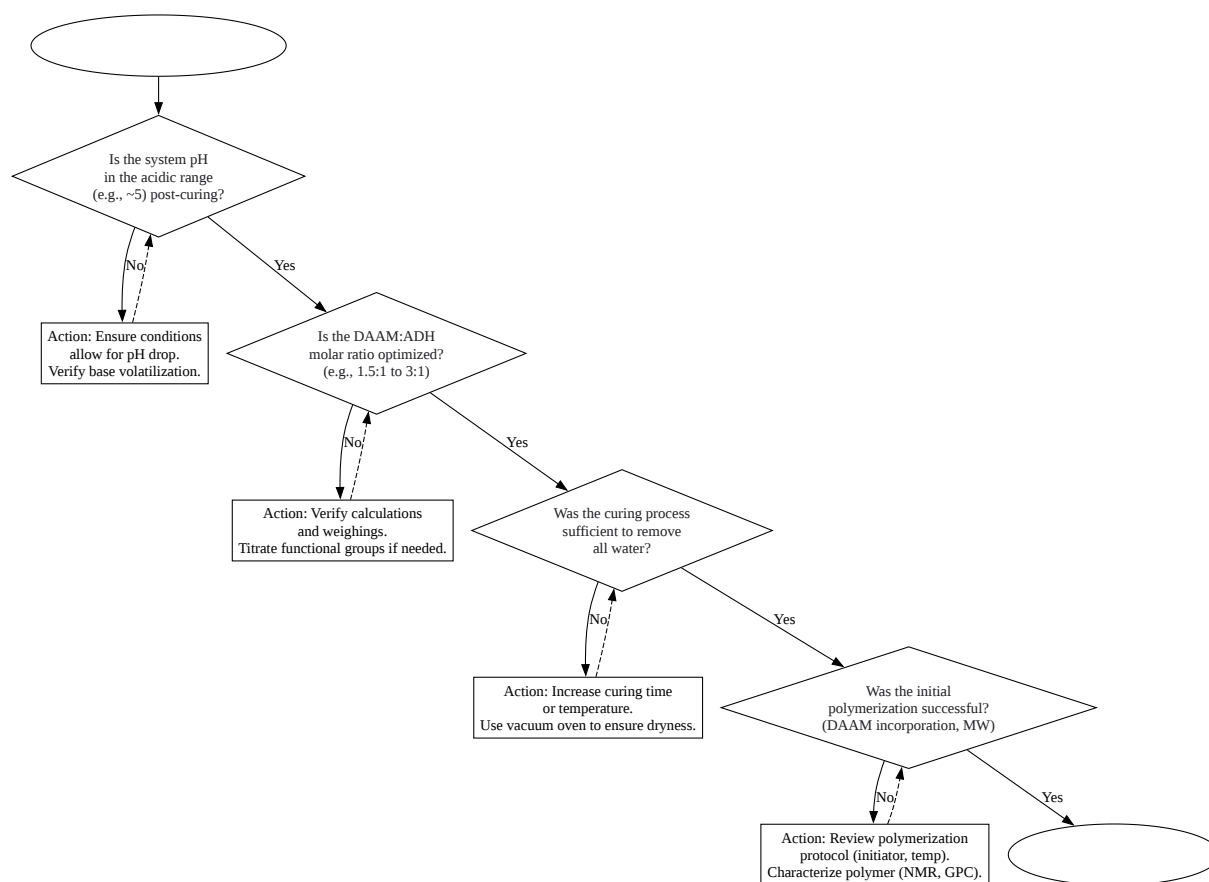 Is the system pH
in the acidic range
(e.g., ~5) post-curing?
No
Yes
Action: Ensure conditions
allow for pH drop.
Verify base volatilization.
Is the DAAM:ADH
molar ratio optimized?
(e.g., 1.5:1 to 3:1)
No
Yes
Action: Verify calculations
and weighings.
Titrate functional groups if needed.
Was the curing process
sufficient to remove
all water?
No
Yes
Action: Increase curing time
or temperature.
Use vacuum oven to ensure dryness.
Was the initial
polymerization successful?
(DAAM incorporation, MW)
No
Yes
Action: Review polymerization
protocol (initiator, temp).
Characterize polymer (NMR, GPC).